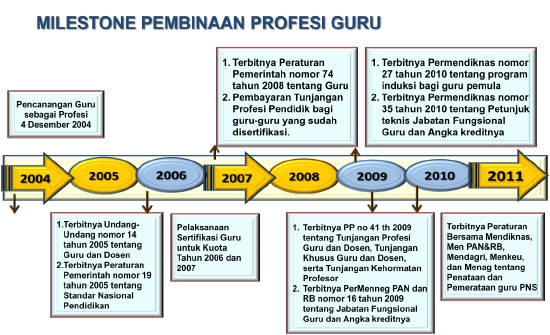 MILESTONE PEMBINAAN PROFESI GURU
1. Terbitnya Peraturan
Pemerintah nomor 74
tahun 2008 tentang Guru
2. Pembayaran Tunjangan
Profesi Pendidik bagi
guru-guru yang sudah
disertifikasi.
1. Terbitnya Permendiknas nomor
27 tahun 2010 tentang program
induksi bagi guru pemula
2. Terbitnya Permendiknas nomor
35 tahun 2010 tentang Petunjuk
teknis Jabatan Fungsional
Guru dan Angka kreditnya
Pencanangan Guru
sebagai Profesi
4 Desember 2004
2004
2005
2006
2007
2008
2009
2010
2011
1.Terbitnya Undang-
Undang nomor 14
tahun 2005 tentang
Guru dan Dosen
2.Terbitnya Peraturan
Pemerintah nomor 19
tahun 2005 tentang
Standar Nasional
Pendidikan
Pelaksanaan
Sertifikasi Guru
untuk Kuota
Tahun 2006 dan
2007
1. Terbitnya PP no 41 th 2009
tentang Tunjangan Profesi
Guru dan Dosen, Tunjangan
Khusus Guru dan Dosen,
serta Tunjangan Kehormatan
Profesor
2. Terbitnya PerMenneg PAN dan
RB nomor 16 tahun 2009
tentang Jabatan Fungsional
Guru dan Angka kreditnya
Terbitnya Peraturan
Bersama Mendiknas,
Men PAN&RB,
Mendagri, Menkeu,
dan Menag tentang
Penataan dan
Pemerataan guru PNS